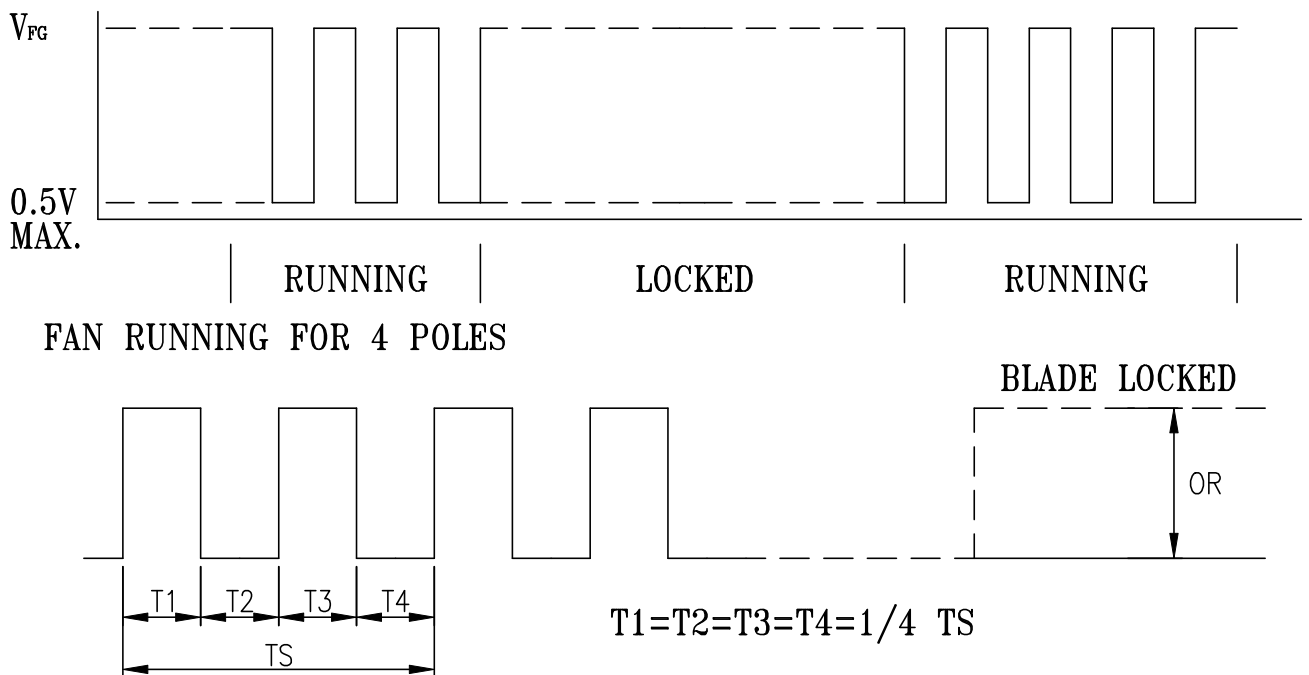 VFG
0.5V
MAX.
RUNNING LOCKED RUNNING
FAN RUNNING FOR 4 POLES
BLADE LOCKED
OR
T1 T2 T3 T4
T1=T2=T3=T4=1/4 TS
TS